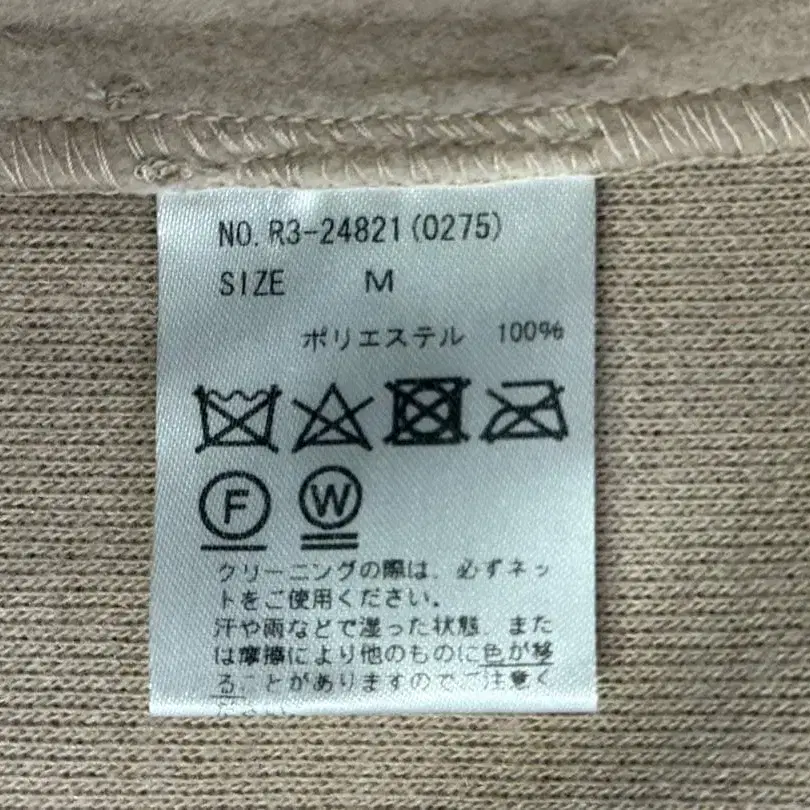 NO. R3-24821(0275)
SIZE M
ポリエステル 100%
F W
クリーニングの際は、必ずネッ
トをご使用ください。
汗や雨などで湿った状態、また
は摩擦により他のものに色が移
ることがありますのでご注意く